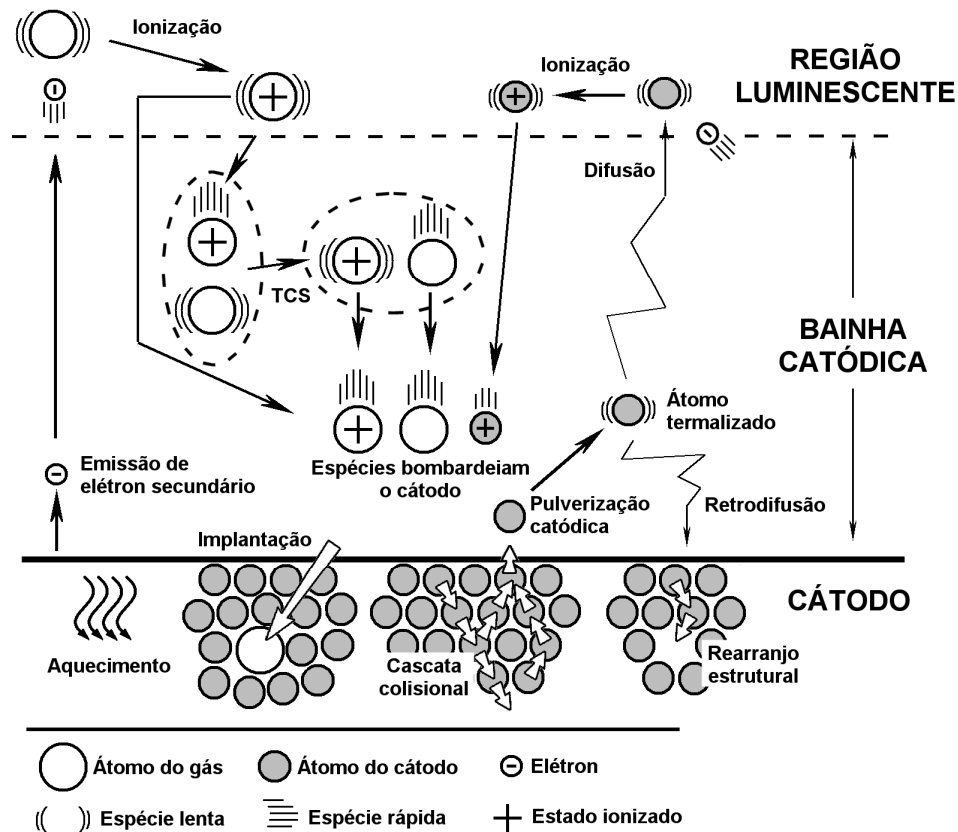 Ionização
Ionização
REGIÃO
LUMINESCENTE
Difusão
TCS
BAINHA
CATÓDICA
Átomo
termalizado
Emissão de
elétron secundário
Espécies bombardeiam
o cátodo
Pulverização
catódica
Retrodifusão
Implantação
CÁTODO
Aquecimento
Cascata
colisional
Rearranjo
estrutural
Átomo do gás
Átomo do cátodo
Elétron
Espécie lenta
Espécie rápida
Estado ionizado